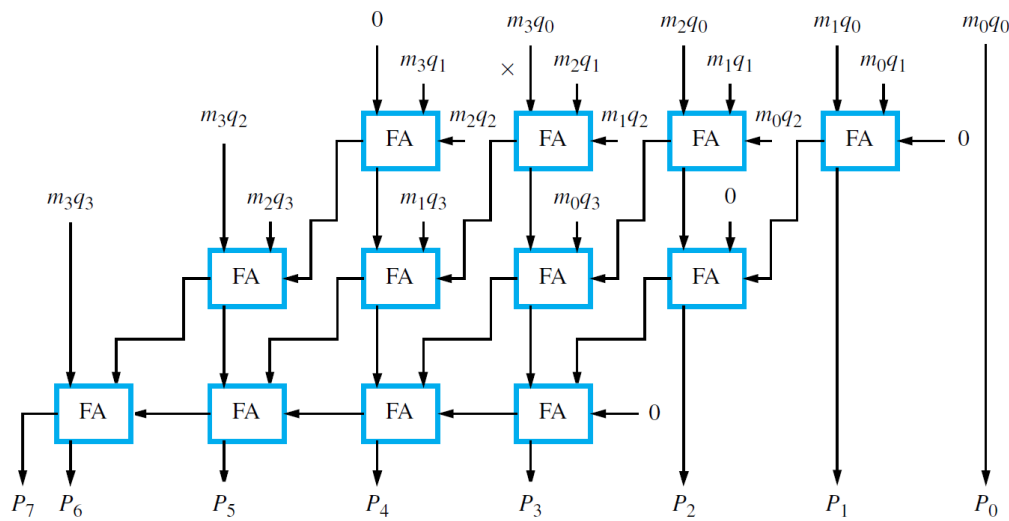 0 m₃q₀ m₂q₀ m₁q₀ m₀q₀
m₃q₁ × m₂q₁ m₁q₁ m₀q₁
m₃q₂ FA m₂q₂ FA m₁q₂ FA m₀q₂ FA 0
m₃q₃ m₂q₃ m₁q₃ m₀q₃ 0
FA FA FA FA
FA FA FA FA 0
P₇ P₆ P₅ P₄ P₃ P₂ P₁ P₀